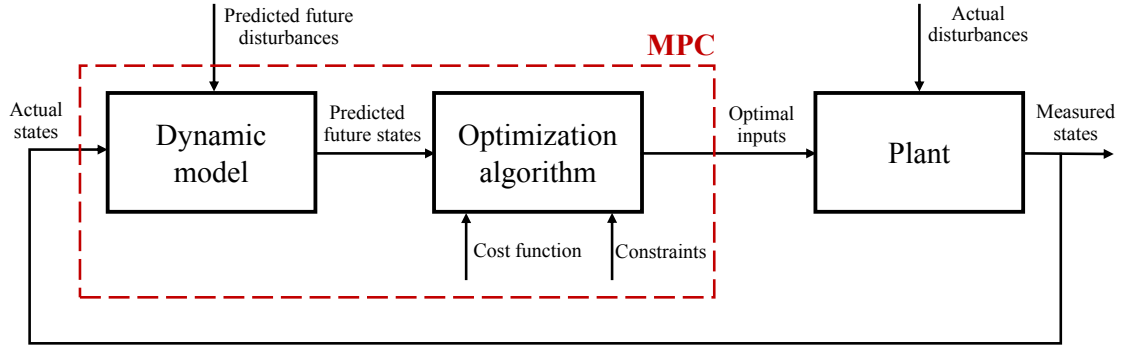 Predicted future
disturbances
Actual
disturbances
MPC
Actual
states
Dynamic
model
Predicted
future states
Optimization
algorithm
Optimal
inputs
Plant
Measured
states
Cost function
Constraints